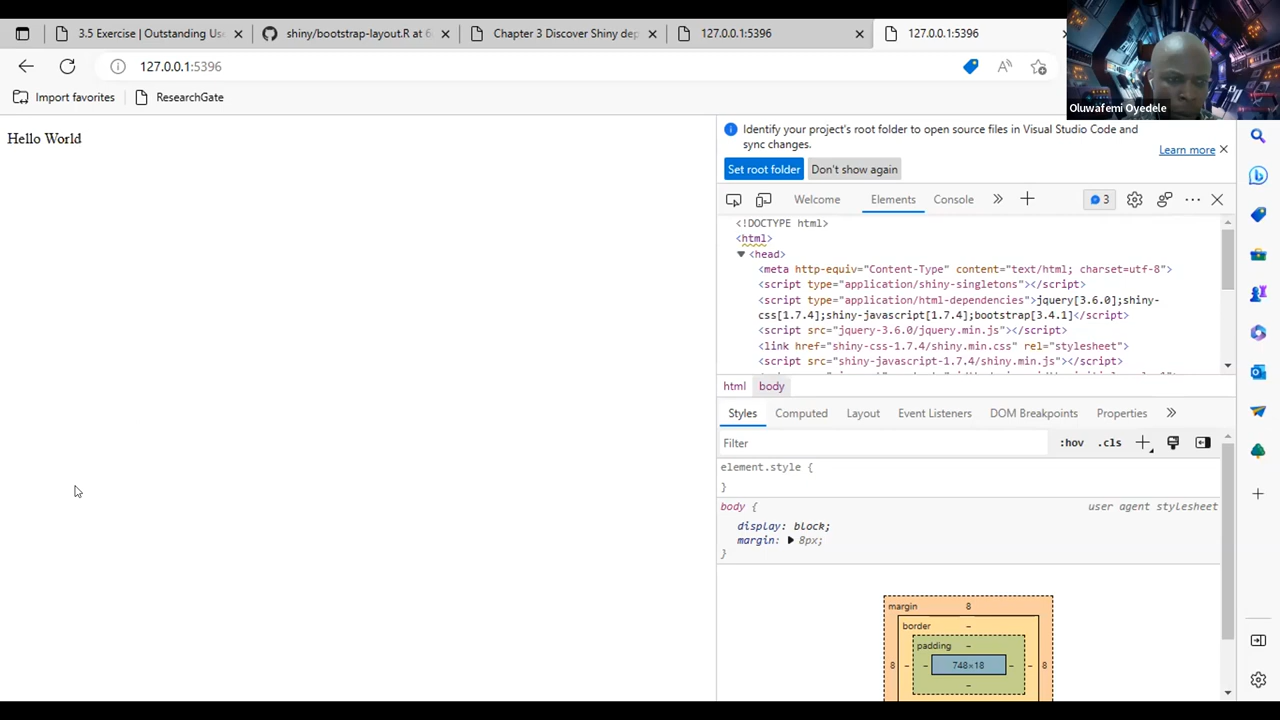 3.5 Exercise | Outstanding Us
shiny/bootstrap-layout.R at 6
Chapter 3 Discover Shiny dep
127.0.0.1:5396
127.0.0.1:5396
127.0.0.1:5396
Import favorites
ResearchGate
Oluwafemi Oyedele
Hello World
Identify your project's root folder to open source files in Visual Studio Code and
sync changes.
Learn more
Set root folder
Don't show again
Welcome
Elements
Console
3
<!DOCTYPE html>
<html>
<head>
<meta http-equiv="Content-Type" content="text/html; charset=utf-8">
<script type="application/shiny-singletons"></script>
<script type="application/html-dependencies">jquery[3.6.0];shiny-
css[1.7.4];shiny-javascript[1.7.4];bootstrap[3.4.1]</script>
<script src="jquery-3.6.0/jquery.min.js"></script>
<link href="shiny-css-1.7.4/shiny.min.css" rel="stylesheet">
<script src="shiny-javascript-1.7.4/shiny.min.js"></script>
html body
Styles Computed Layout Event Listeners DOM Breakpoints Properties
Filter
:hov .cls
element.style {
}
body {
user agent stylesheet
display: block;
margin: 8px;
}
margin 8
border –
padding –
8 – – 748×18 – – 8
–